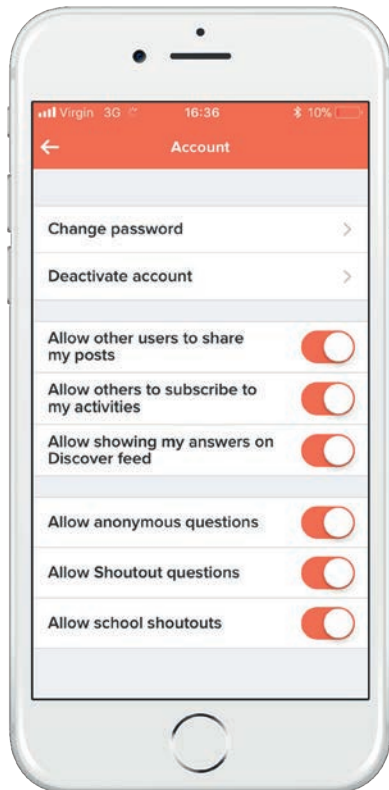 Virgin 3G 16:36 10%
Account
Change password
Deactivate account
Allow other users to share
my posts
Allow others to subscribe to
my activities
Allow showing my answers on
Discover feed
Allow anonymous questions
Allow Shoutout questions
Allow school shoutouts